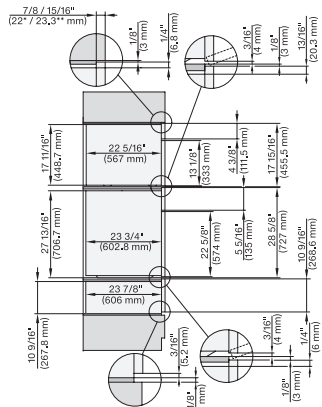 7/8 / 15/16"
(22* / 23.3** mm)
1/8"
(3 mm)
1/4"
(6.8 mm)
3/16"
(4 mm)
1/8"
(3 mm)
13/16"
(20.3 mm)
17 11/16"
(448.7 mm)
22 5/16"
(567 mm)
13 1/8"
(333 mm)
4 3/8"
(111.5 mm)
17 15/16"
(455.5 mm)
27 13/16"
(706.7 mm)
23 3/4"
(602.8 mm)
22 5/8"
(574 mm)
5 5/16"
(135 mm)
28 5/8"
(727 mm)
10 9/16"
(268.6 mm)
23 7/8"
(606 mm)
10 9/16"
(267.8 mm)
3/16"
(5.2 mm)
1/8"
(3 mm)
3/16"
(4 mm)
1/8"
(3 mm)
1/4"
(6 mm)